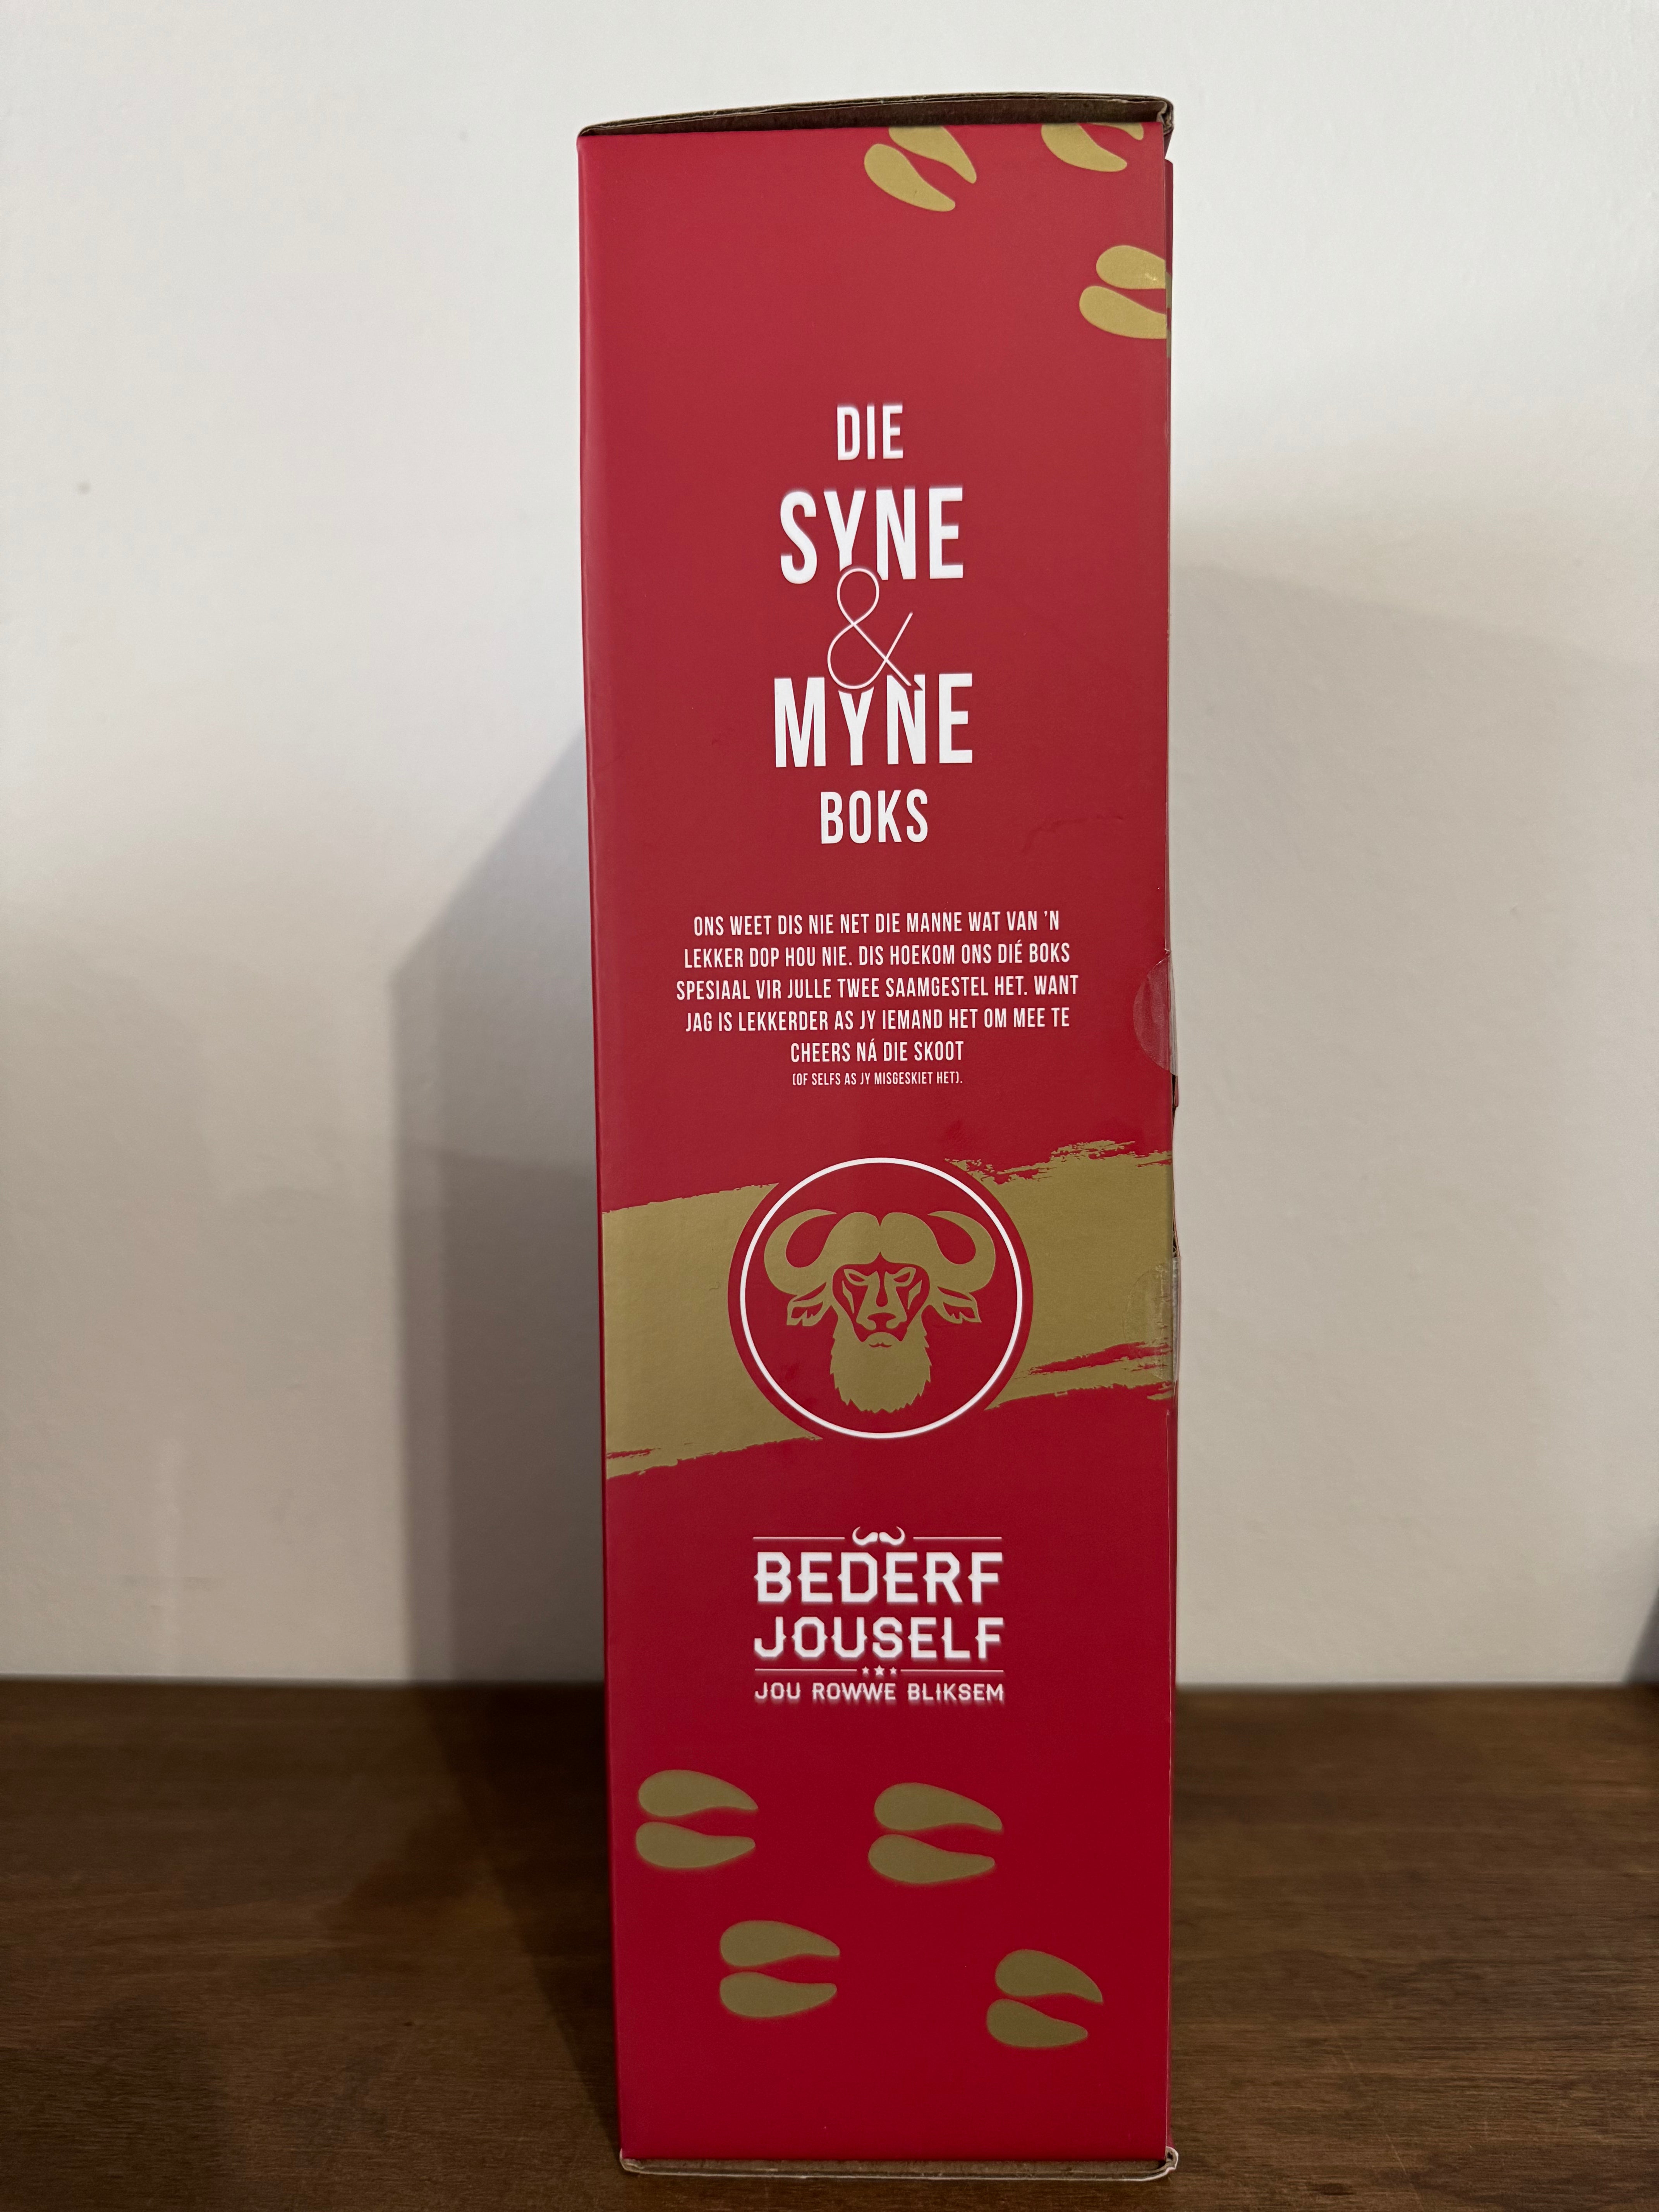 DIE
SYNE
&
MYNE
BOKS
ONS WEET DIS NIE NET DIE MANNE WAT VAN 'N
LEKKER DOP HOU NIE. DIS HOEKOM ONS DIÉ BOKS
SPESIAAL VIR JULLE TWEE SAAMGESTEL HET. WANT
JAG IS LEKKERDER AS JY IEMAND HET OM MEE TE
CHEERS NÁ DIE SKOOT
(OF SELFS AS JY MISGESKIET HET).
BEDERF
JOUSELF
JOU ROWWE BLIKSEM